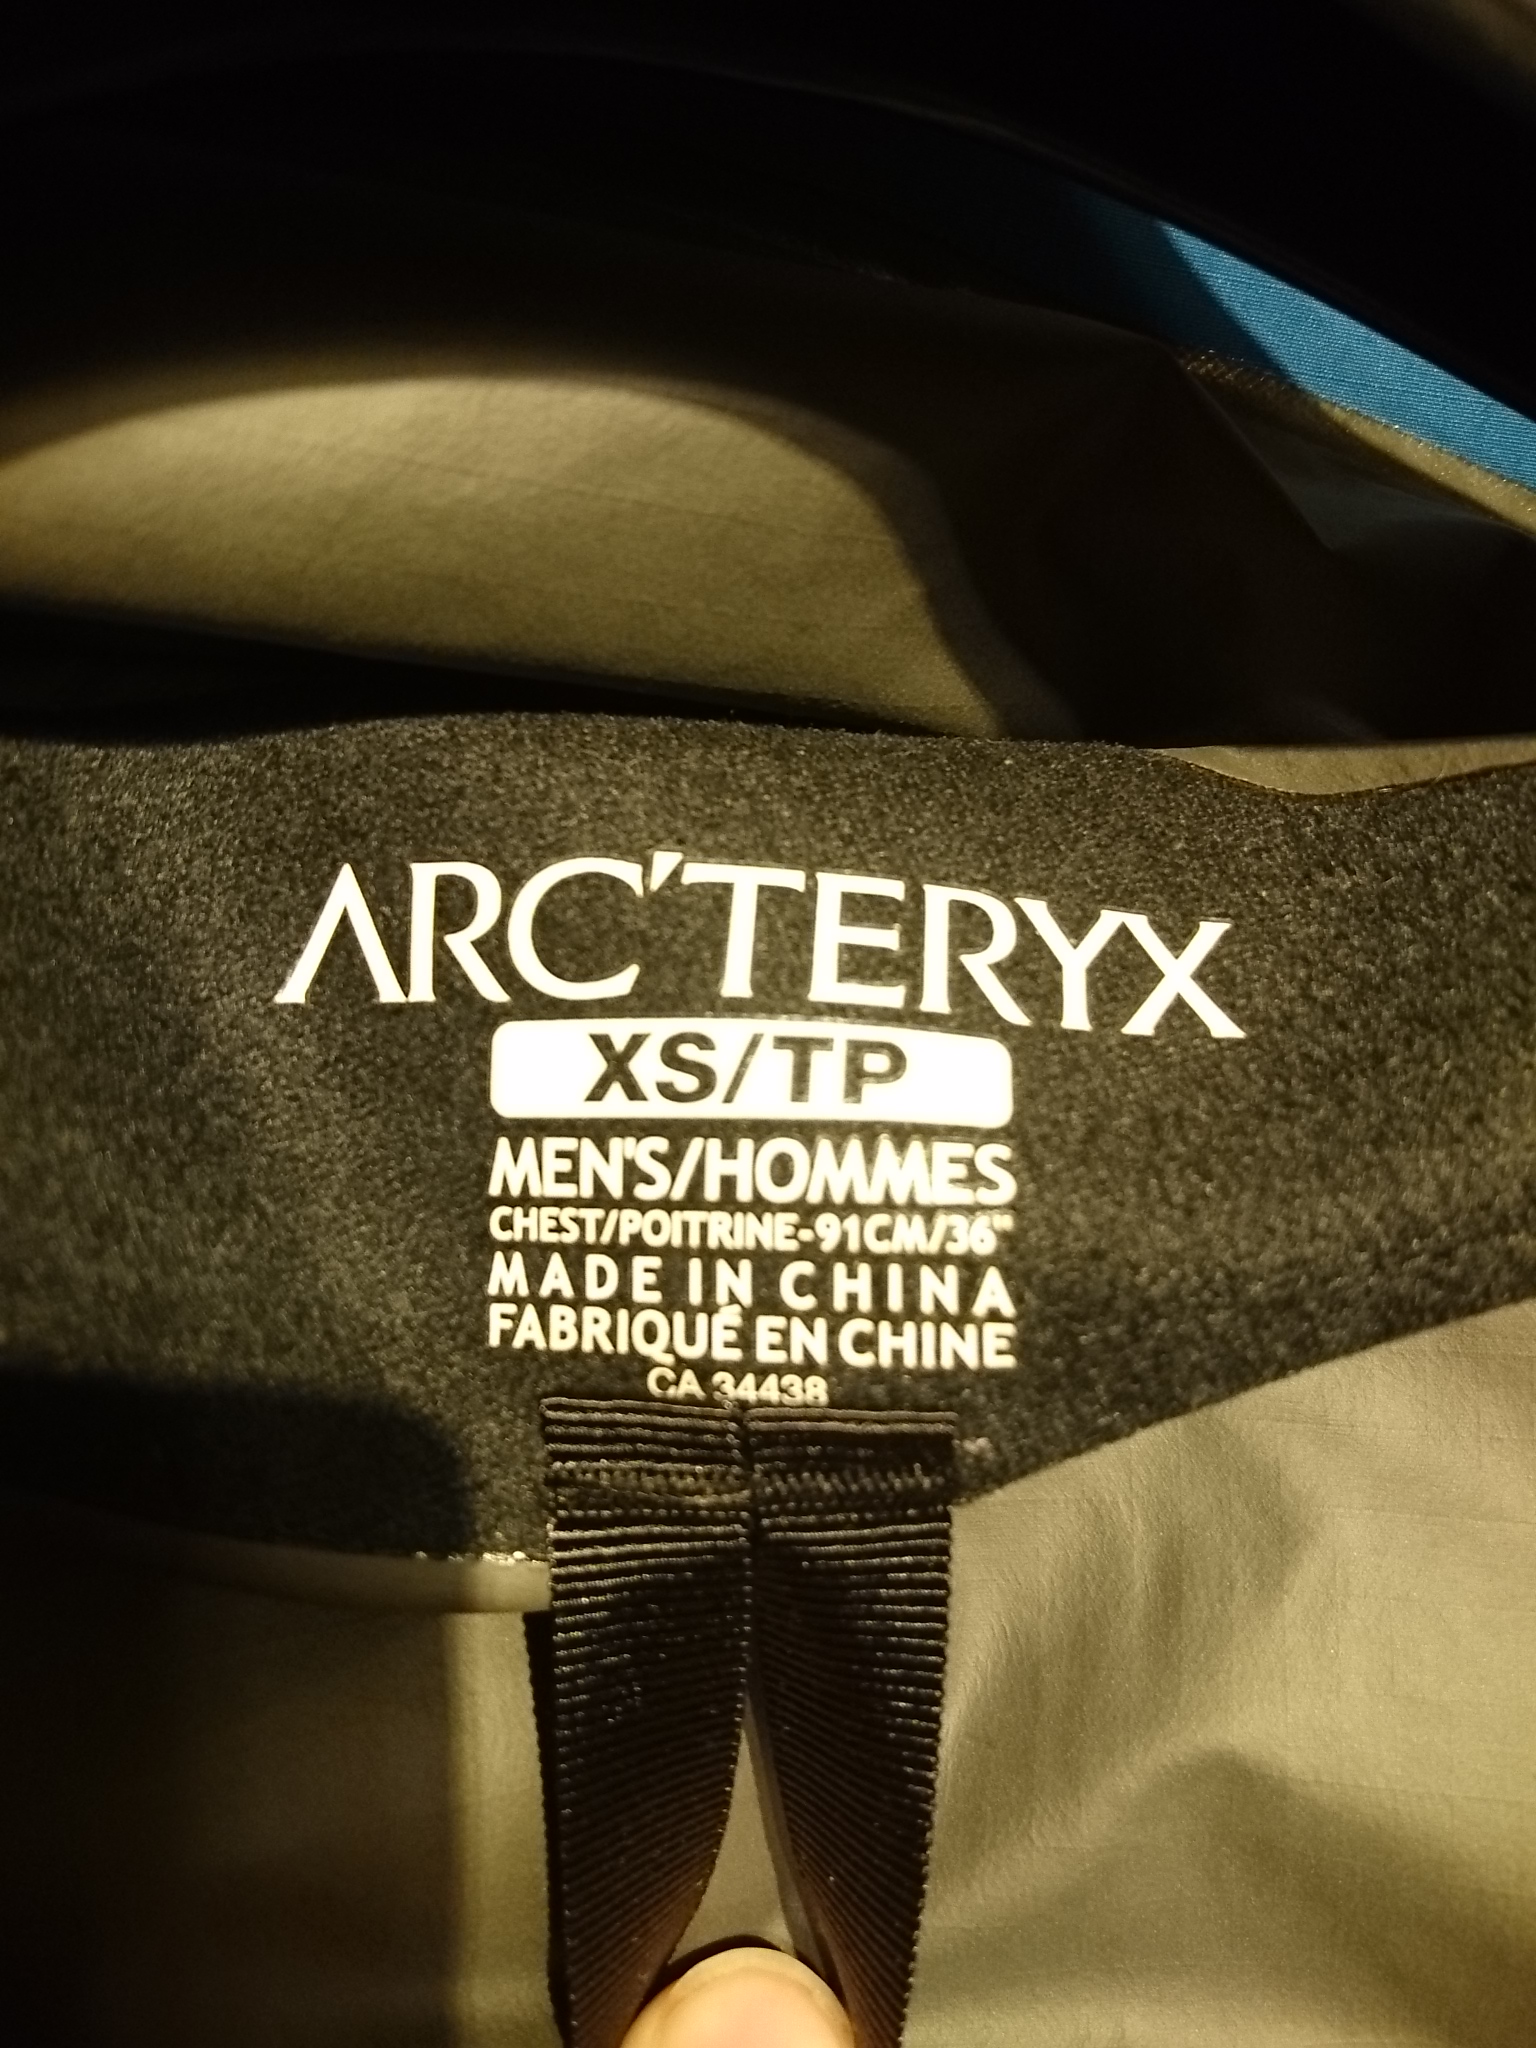 ARC'TERYX
XS/TP
MEN'S/HOMMES
CHEST/POITRINE-91CM/36"
MADE IN CHINA
FABRIQUÉ EN CHINE
CA 34438